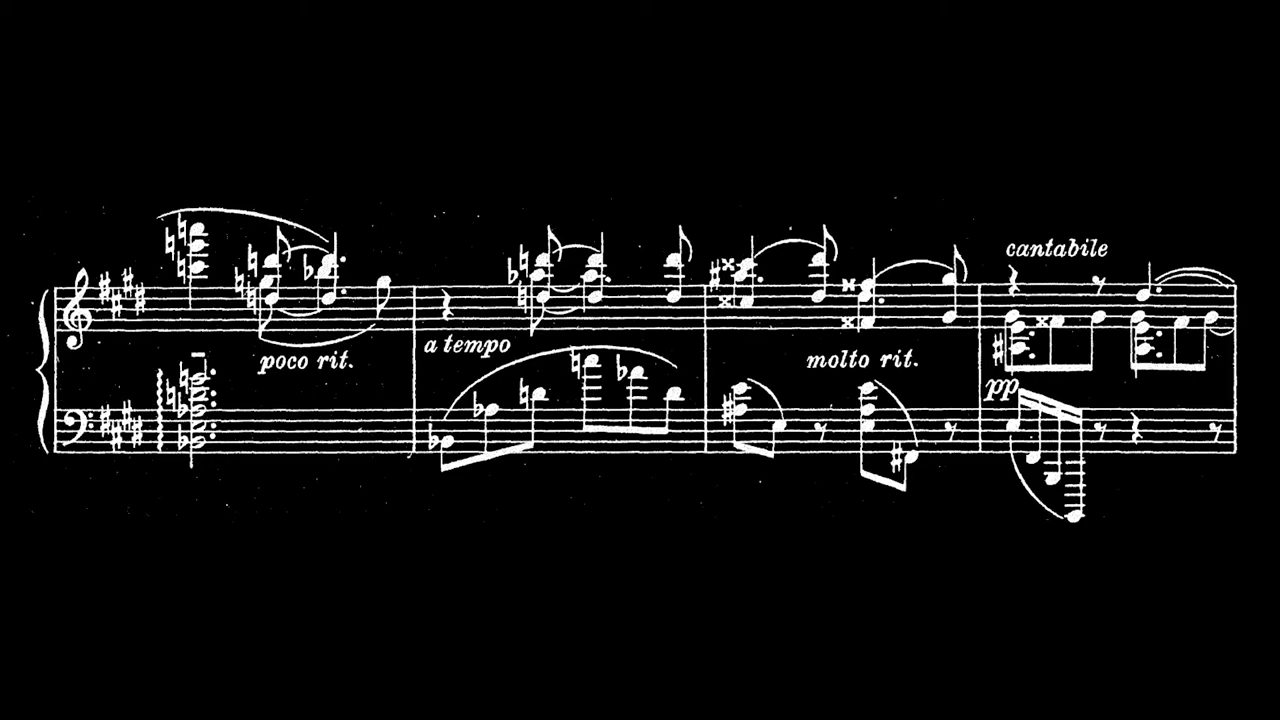 cantabile
poco rit.
a tempo
molto rit.
pp